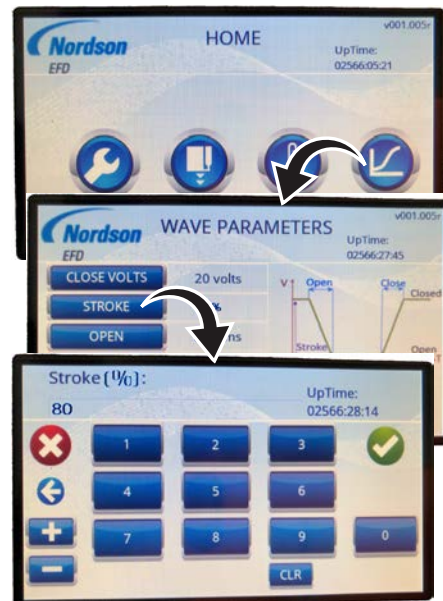 Nordson
EFD
HOME
v001.005r
UpTime:
02566:05:21
Nordson
EFD
WAVE PARAMETERS
v001.005r
UpTime:
02566:27:45
CLOSE VOLTS
20 volts
STROKE
%
OPEN
V
Open
Close
Closed
Stroke
Open
Stroke(%):
80
UpTime:
02566:28:14
1
2
3
4
5
6
7
8
9
0
+
−
CLR